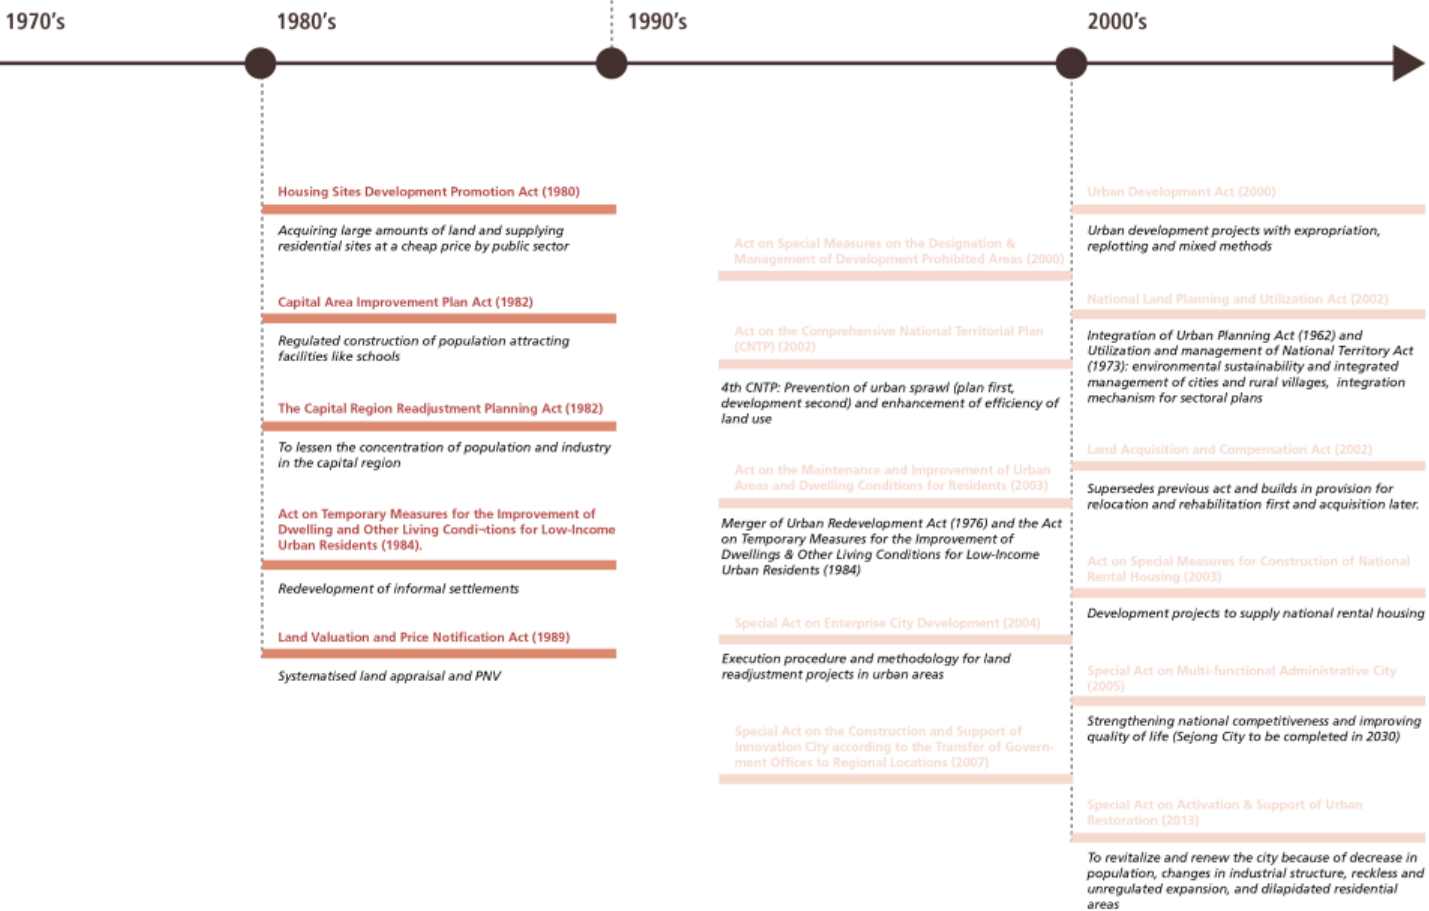 1970's
1980's
1990's
2000's
Housing Sites Development Promotion Act (1980)
Acquiring large amounts of land and supplying
residential sites at a cheap price by public sector
Capital Area Improvement Plan Act (1982)
Regulated construction of population attracting
facilities like schools
The Capital Region Readjustment Planning Act (1982)
To lessen the concentration of population and industry
in the capital region
Act on Temporary Measures for the Improvement of
Dwelling and Other Living Condi¬tions for Low-Income
Urban Residents (1984).
Redevelopment of informal settlements
Land Valuation and Price Notification Act (1989)
Systematised land appraisal and PNV
Act on Special Measures on the Designation &
Management of Development Prohibited Areas (2000)
Act on the Comprehensive National Territorial Plan
(CNTP) (2002)
4th CNTP: Prevention of urban sprawl (plan first,
development second) and enhancement of efficiency of
land use
Act on the Maintenance and Improvement of Urban
Areas and Dwelling Conditions for Residents (2003)
Merger of Urban Redevelopment Act (1976) and the Act
on Temporary Measures for the Improvement of
Dwellings & Other Living Conditions for Low-Income
Urban Residents (1984)
Special Act on Enterprise City Development (2004)
Execution procedure and methodology for land
readjustment projects in urban areas
Special Act on the Construction and Support of
Innovation City according to the Transfer of Govern-
ment Offices to Regional Locations (2007)
Urban Development Act (2000)
Urban development projects with expropriation,
replotting and mixed methods
National Land Planning and Utilization Act (2002)
Integration of Urban Planning Act (1962) and
Utilization and management of National Territory Act
(1973): environmental sustainability and integrated
management of cities and rural villages, integration
mechanism for sectoral plans
Land Acquisition and Compensation Act (2002)
Supersedes previous act and builds in provision for
relocation and rehabilitation first and acquisition later.
Act on Special Measures for Construction of National
Rental Housing (2003)
Development projects to supply national rental housing
Special Act on Multi-functional Administrative City
(2005)
Strengthening national competitiveness and improving
quality of life (Sejong City to be completed in 2030)
Special Act on Activation & Support of Urban
Restoration (2013)
To revitalize and renew the city because of decrease in
population, changes in industrial structure, reckless and
unregulated expansion, and dilapidated residential
areas